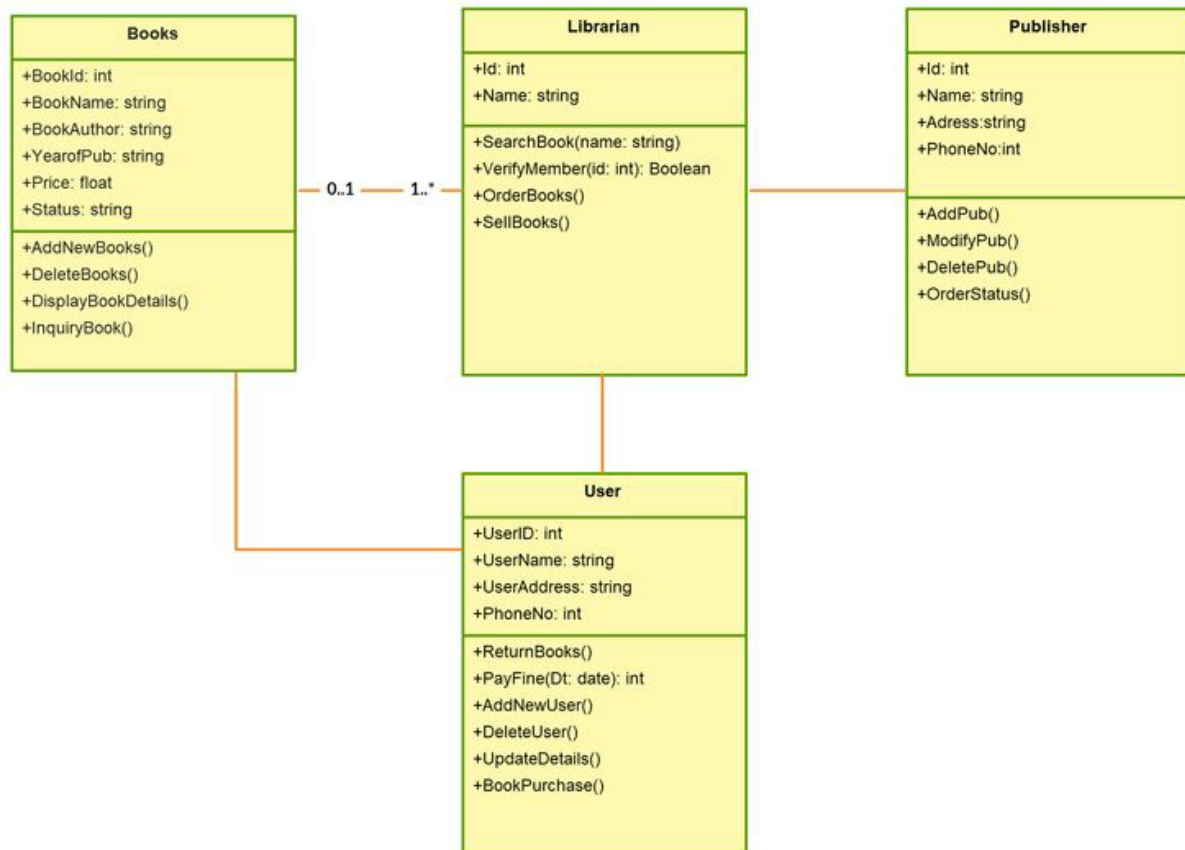 Books
+BookId: int
+BookName: string
+BookAuthor: string
+YearofPub: string
+Price: float
+Status: string
+AddNewBooks()
+DeleteBooks()
+DisplayBookDetails()
+InquiryBook()
0..1
1..*
Librarian
+Id: int
+Name: string
+SearchBook(name: string)
+VerifyMember(id: int): Boolean
+OrderBooks()
+SellBooks()
Publisher
+Id: int
+Name: string
+Adress:string
+PhoneNo:int
+AddPub()
+ModifyPub()
+DeletePub()
+OrderStatus()
User
+UserID: int
+UserName: string
+UserAddress: string
+PhoneNo: int
+ReturnBooks()
+PayFine(Dt: date): int
+AddNewUser()
+DeleteUser()
+UpdateDetails()
+BookPurchase()